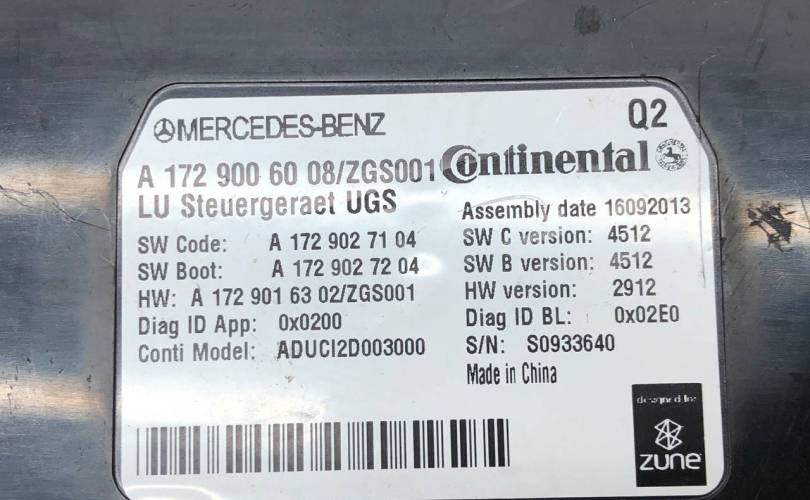 MERCEDES-BENZ
Q2
A 172 900 60 08/ZGS001
Continental
LU Steuergeraet UGS
Assembly date 16092013
SW Code: A 172 902 71 04
SW C version: 4512
SW Boot: A 172 902 72 04
SW B version: 4512
HW: A 172 901 63 02/ZGS001
HW version: 2912
Diag ID App: 0x0200
Diag ID BL: 0x02E0
Conti Model: ADUCI2D003000
S/N: S0933640
Made in China
designed for
zune